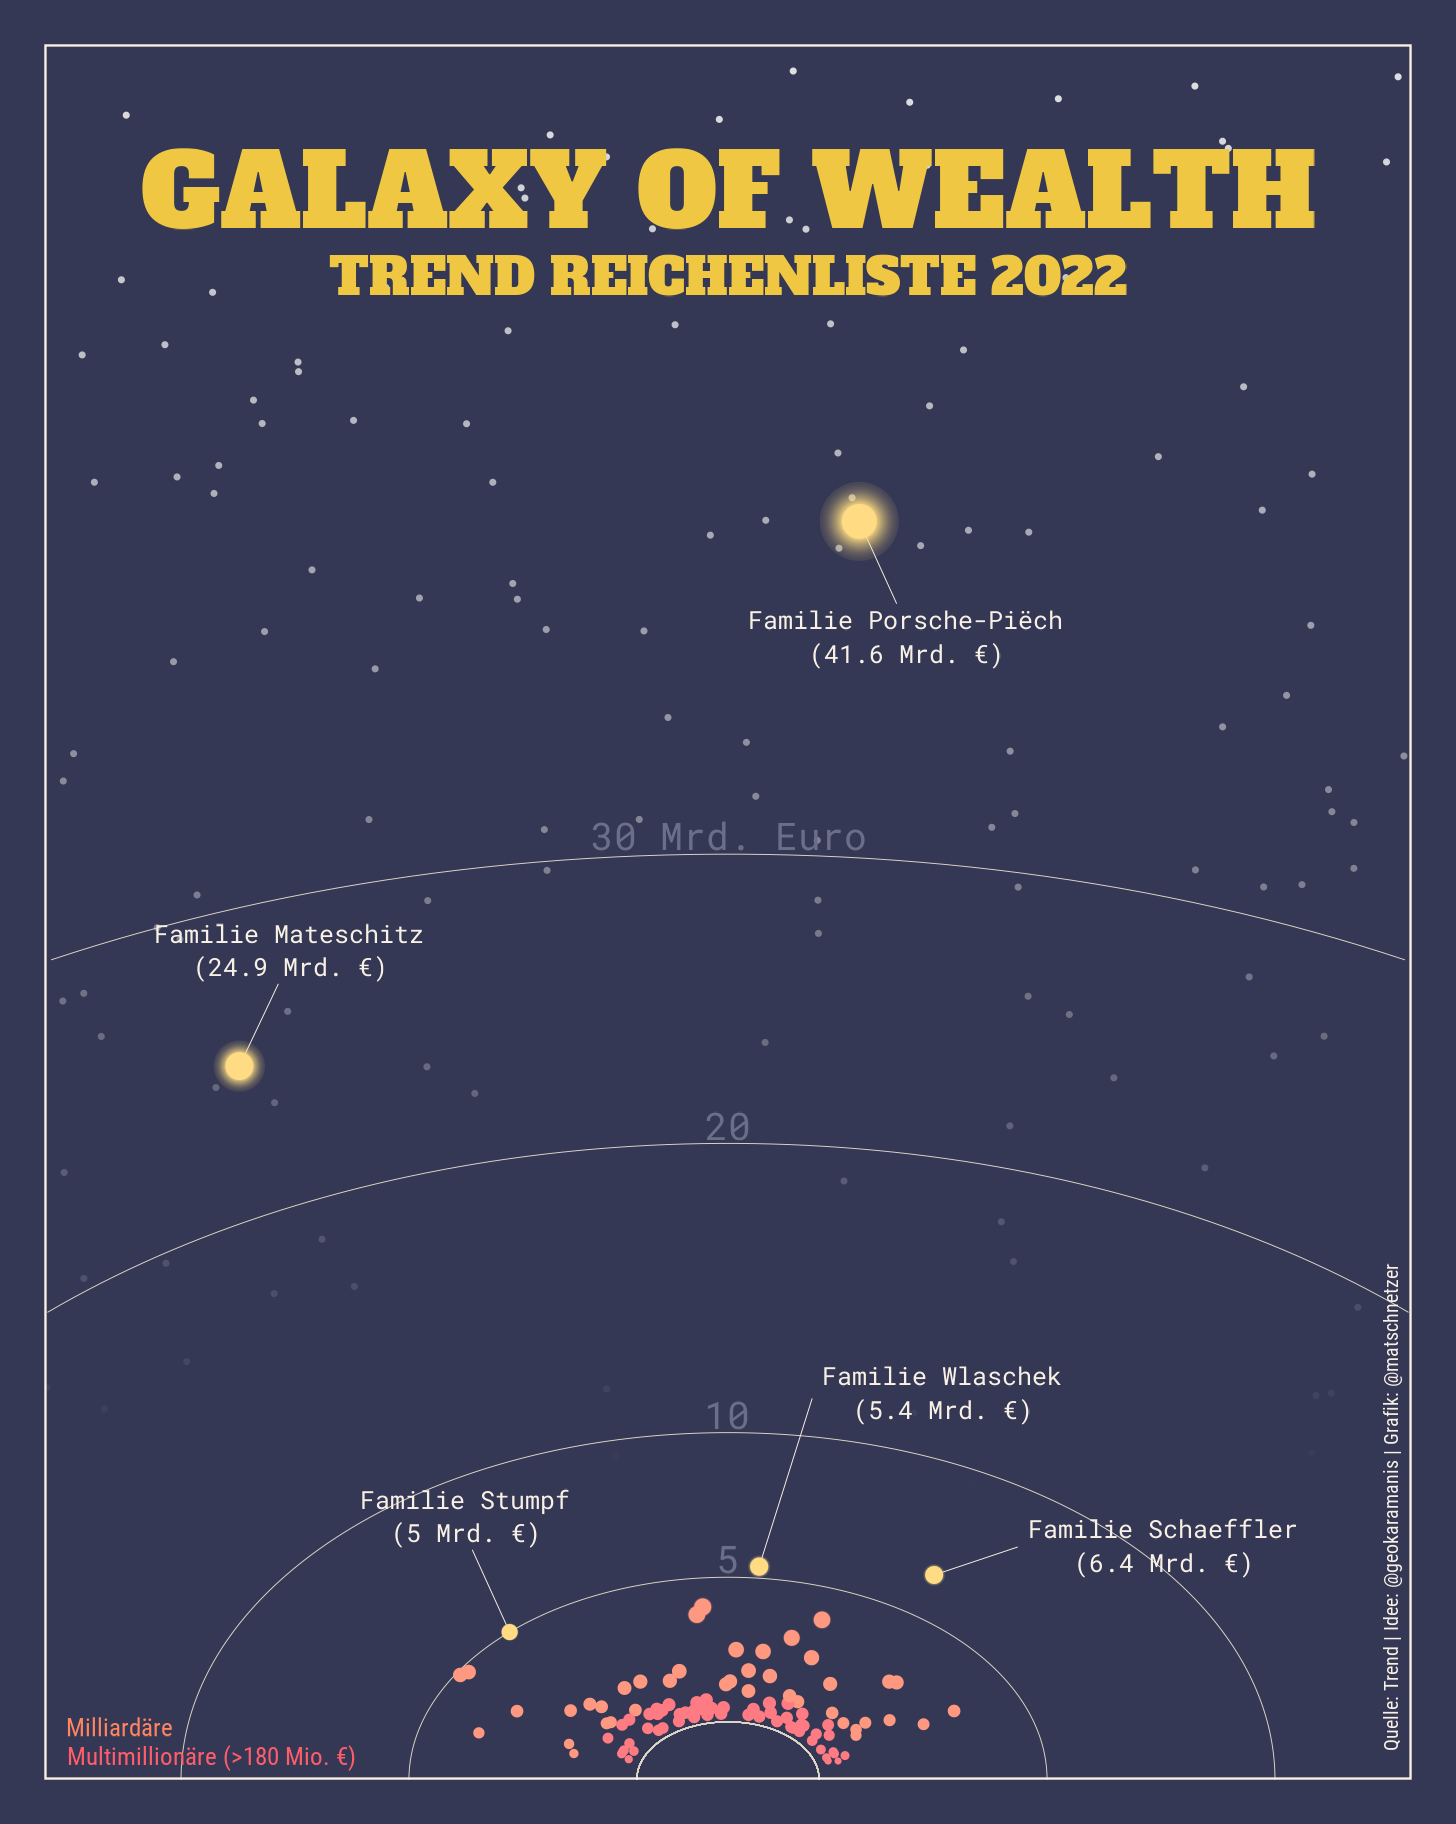 GALAXY OF WEALTH
TREND REICHENLISTE 2022
Familie Porsche-Piëch
(41.6 Mrd. €)
30 Mrd. Euro
Familie Mateschitz
(24.9 Mrd. €)
20
Familie Wlaschek
(5.4 Mrd. €)
10
Familie Stumpf
(5 Mrd. €)
Familie Schaeffler
(6.4 Mrd. €)
5
Milliardäre
Multimillionäre (>180 Mio. €)
Quelle: Trend | Idee: @geokaramanis | Grafik: @matschnetzer